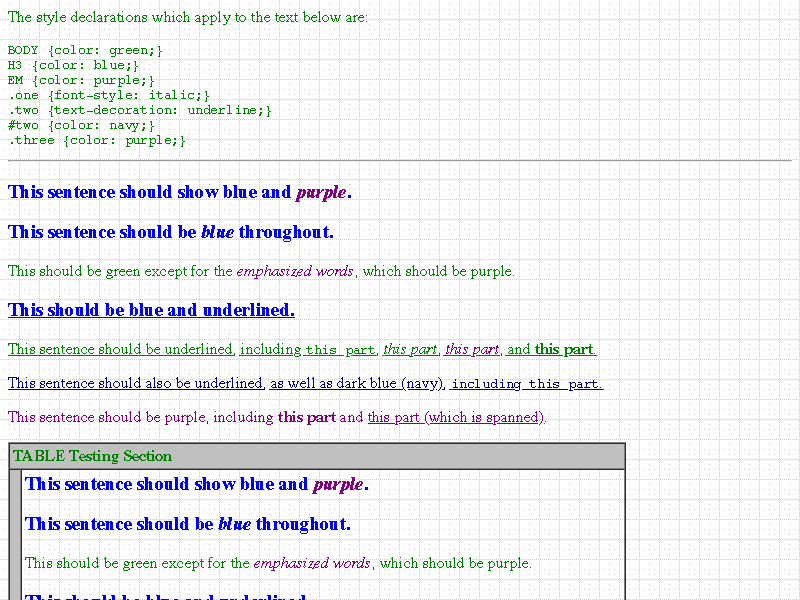 The style declarations which apply to the text below are:
BODY {color: green;}
H3 {color: blue;}
EM {color: purple;}
.one {font-style: italic;}
.two {text-decoration: underline;}
#two {color: navy;}
.three {color: purple;}
This sentence should show blue and purple.
This sentence should be blue throughout.
This should be green except for the emphasized words, which should be purple.
This should be blue and underlined.
This sentence should be underlined, including this part, this part, this part, and this part.
This sentence should also be underlined, as well as dark blue (navy), including this part.
This sentence should be purple, including this part and this part (which is spanned).
TABLE Testing Section
This sentence should show blue and purple.
This sentence should be blue throughout.
This should be green except for the emphasized words, which should be purple.
This should be blue and underlined.